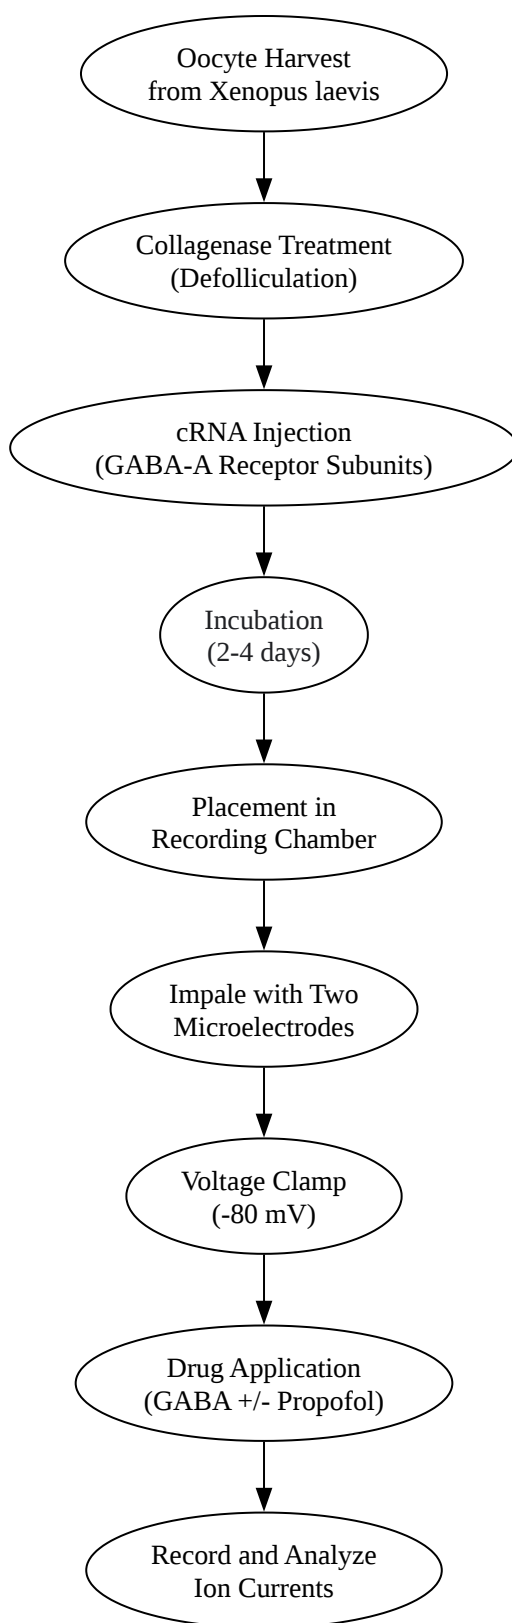 Oocyte Harvest
from Xenopus laevis
Collagenase Treatment
(Defolliculation)
cRNA Injection
(GABA-A Receptor Subunits)
Incubation
(2-4 days)
Placement in
Recording Chamber
Impale with Two
Microelectrodes
Voltage Clamp
(-80 mV)
Drug Application
(GABA +/- Propofol)
Record and Analyze
Ion Currents